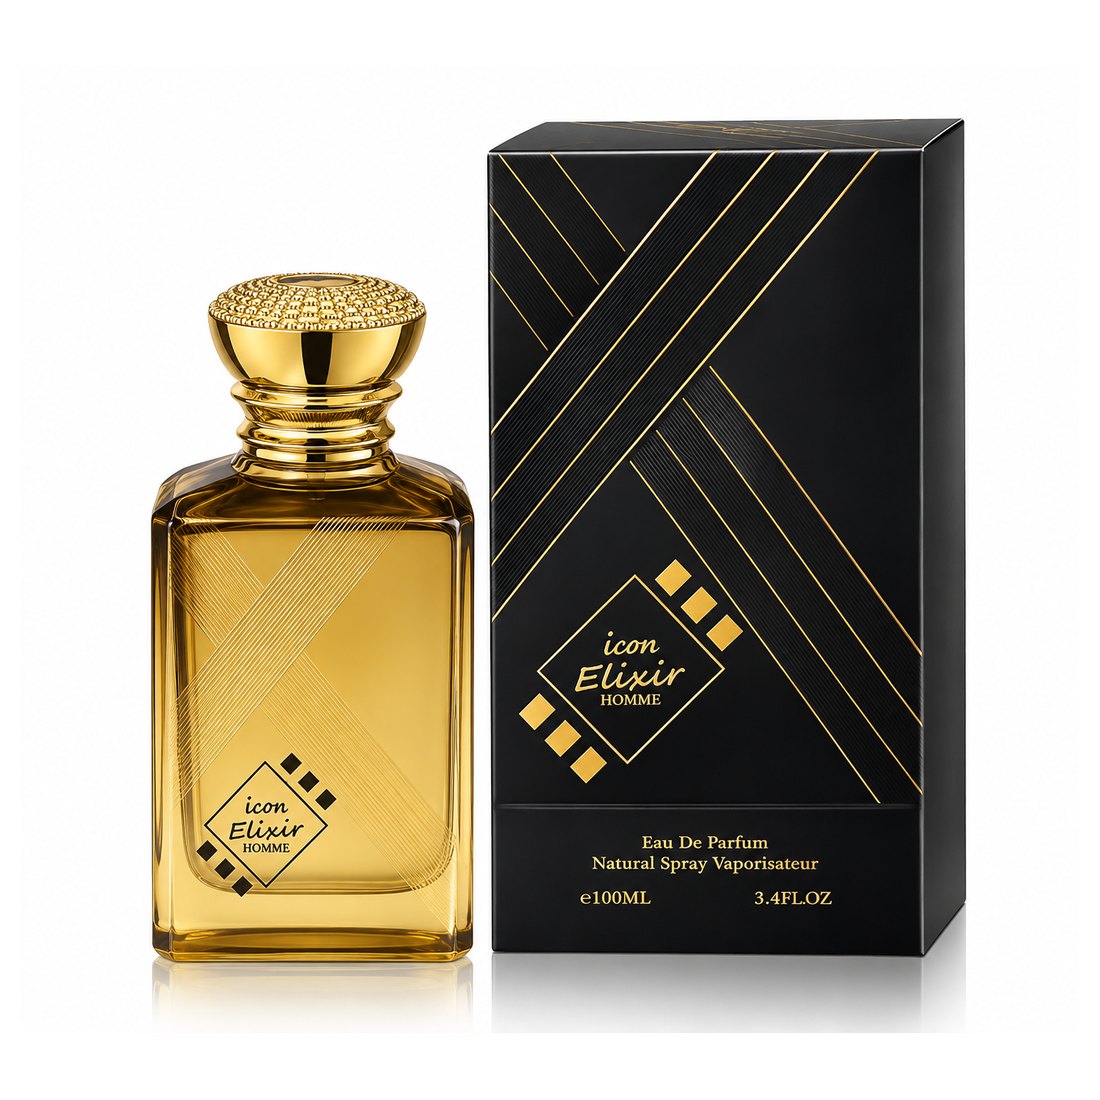 icon
Elixir
HOMME
icon
Elixir
HOMME
Eau De Parfum
Natural Spray Vaporisateur
e100ML 3.4FL.OZ